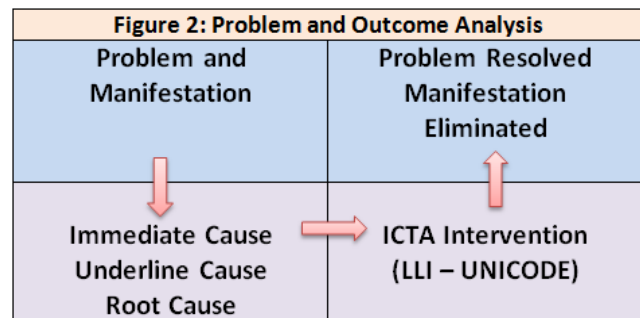 Figure 2: Problem and Outcome Analysis
Problem and
Manifestation
Problem Resolved
Manifestation
Eliminated
Immediate Cause
Underline Cause
Root Cause
ICTA Intervention
(LLI – UNICODE)